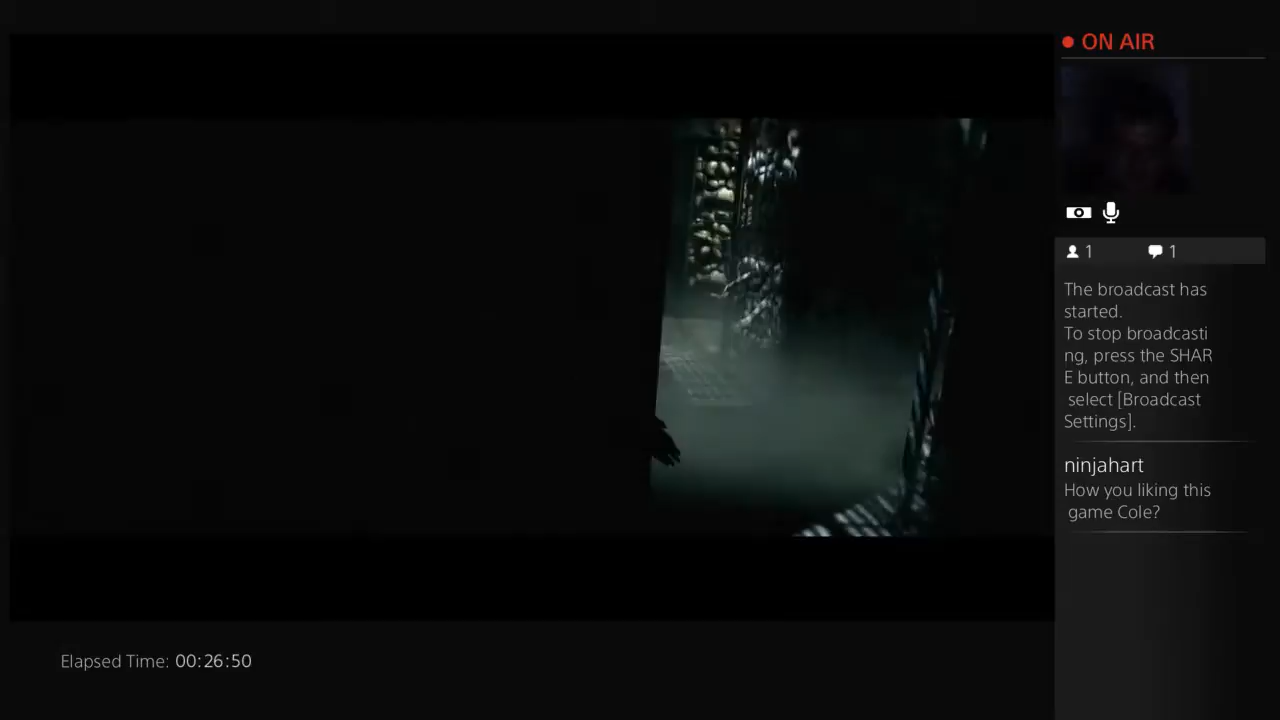 ON AIR
1 1
The broadcast has
started.
To stop broadcasti
ng, press the SHAR
E button, and then
select [Broadcast
Settings].
ninjahart
How you liking this
game Cole?
Elapsed Time: 00:26:50